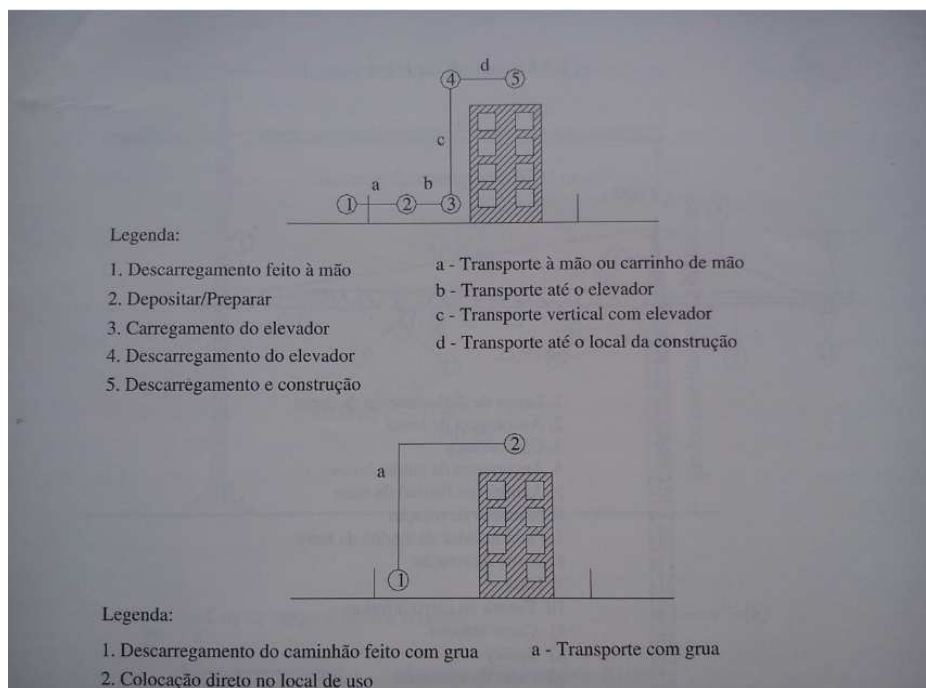 d
4
5
c
a
b
1
2
3
Legenda:
1. Descarregamento feito à mão
2. Depositar/Preparar
3. Carregamento do elevador
4. Descarregamento do elevador
5. Descarregamento e construção
a - Transporte à mão ou carrinho de mão
b - Transporte até o elevador
c - Transporte vertical com elevador
d - Transporte até o local da construção
2
a
1
Legenda:
1. Descarregamento do caminhão feito com grua
2. Colocação direto no local de uso
a - Transporte com grua